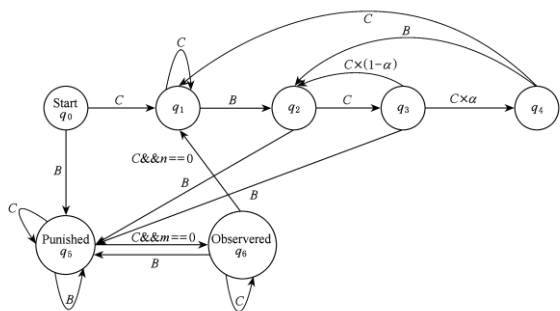 C
B
C
C×(1−α)
Start
q0
C
q1
B
q2
C
q3
C×α
q4
B
C&&n==0
B
B
C
Punished
q5
C&&m==0
B
Observered
q6
B
C